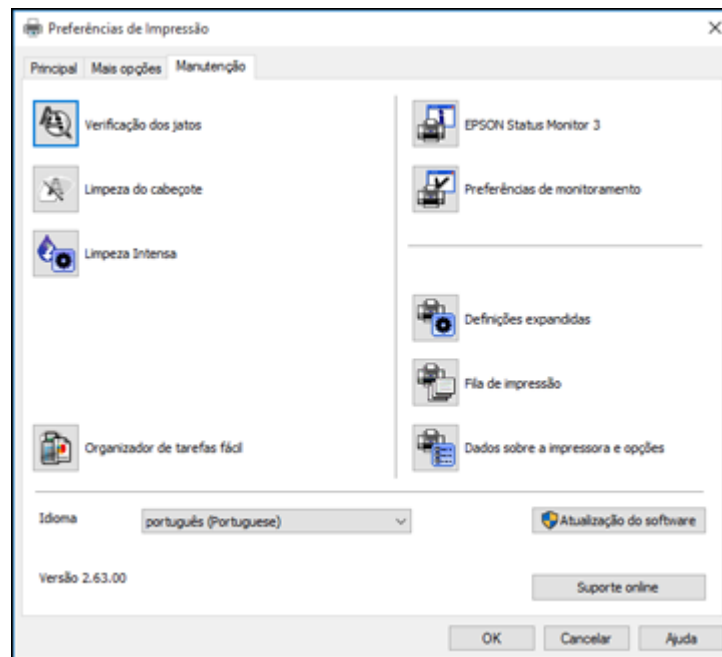 Preferências de Impressão
Principal Mais opções Manutenção
Verificação dos jatos
Limpeza do cabeçote
Limpeza Intensa
Organizador de tarefas fácil
EPSON Status Monitor 3
Preferências de monitoramento
Definições expandidas
Fila de impressão
Dados sobre a impressora e opções
Idioma
português (Portuguese)
Atualização do software
Versão 2.63.00
Suporte online
OK Cancelar Ajuda